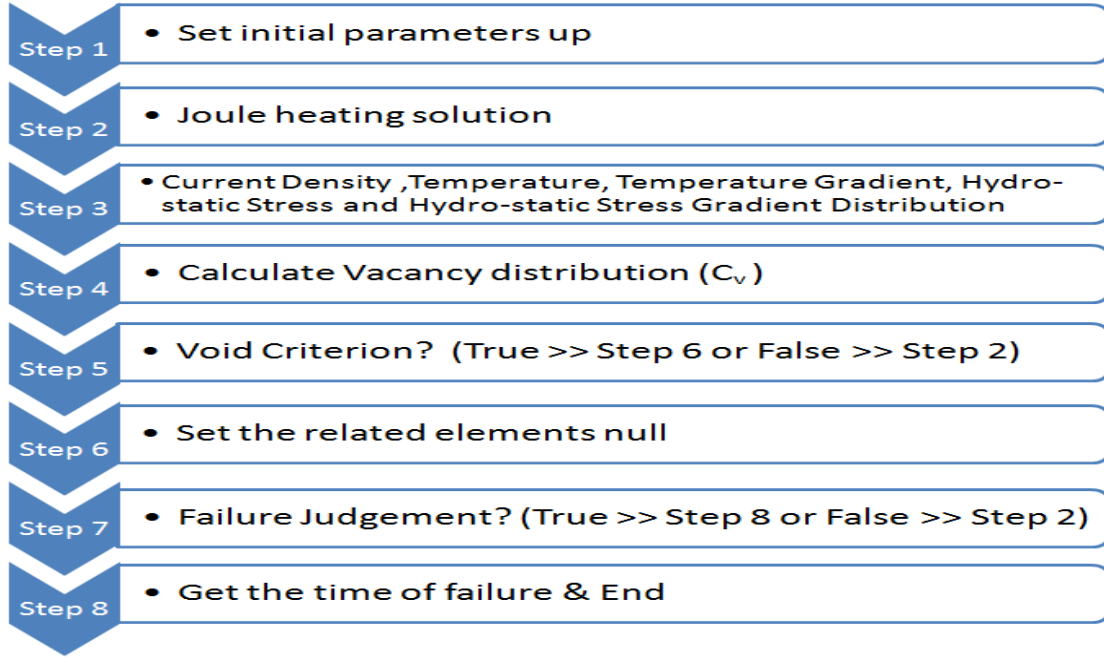 Step 1
• Set initial parameters up
Step 2
• Joule heating solution
Step 3
• Current Density ,Temperature, Temperature Gradient, Hydro-
static Stress and Hydro-static Stress Gradient Distribution
Step 4
• Calculate Vacancy distribution (Cᵥ)
Step 5
• Void Criterion? (True >> Step 6 or False >> Step 2)
Step 6
• Set the related elements null
Step 7
• Failure Judgement? (True >> Step 8 or False >> Step 2)
Step 8
• Get the time of failure & End